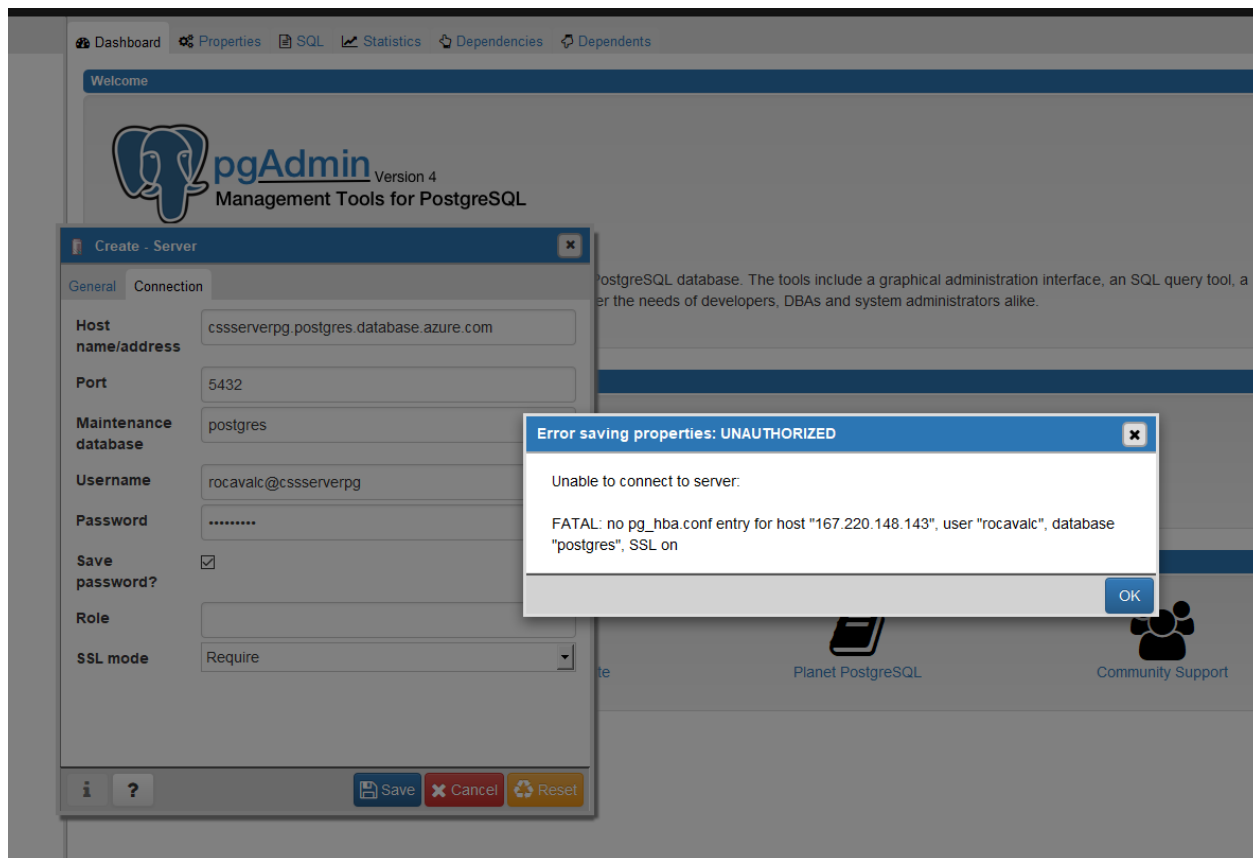 Dashboard Properties SQL Statistics Dependencies Dependents
Welcome
pgAdmin Version 4
Management Tools for PostgreSQL
PostgreSQL database. The tools include a graphical administration interface, an SQL query tool, a
er the needs of developers, DBAs and system administrators alike.
Create - Server
General Connection
Host name/address
cssserverpg.postgres.database.azure.com
Port
5432
Maintenance database
postgres
Username
rocavalc@cssserverpg
Password
Save password?
Role
SSL mode
Require
Save Cancel Reset
Error saving properties: UNAUTHORIZED
Unable to connect to server:
FATAL: no pg_hba.conf entry for host "167.220.148.143", user "rocavalc", database
"postgres", SSL on
OK
te
Planet PostgreSQL
Community Support